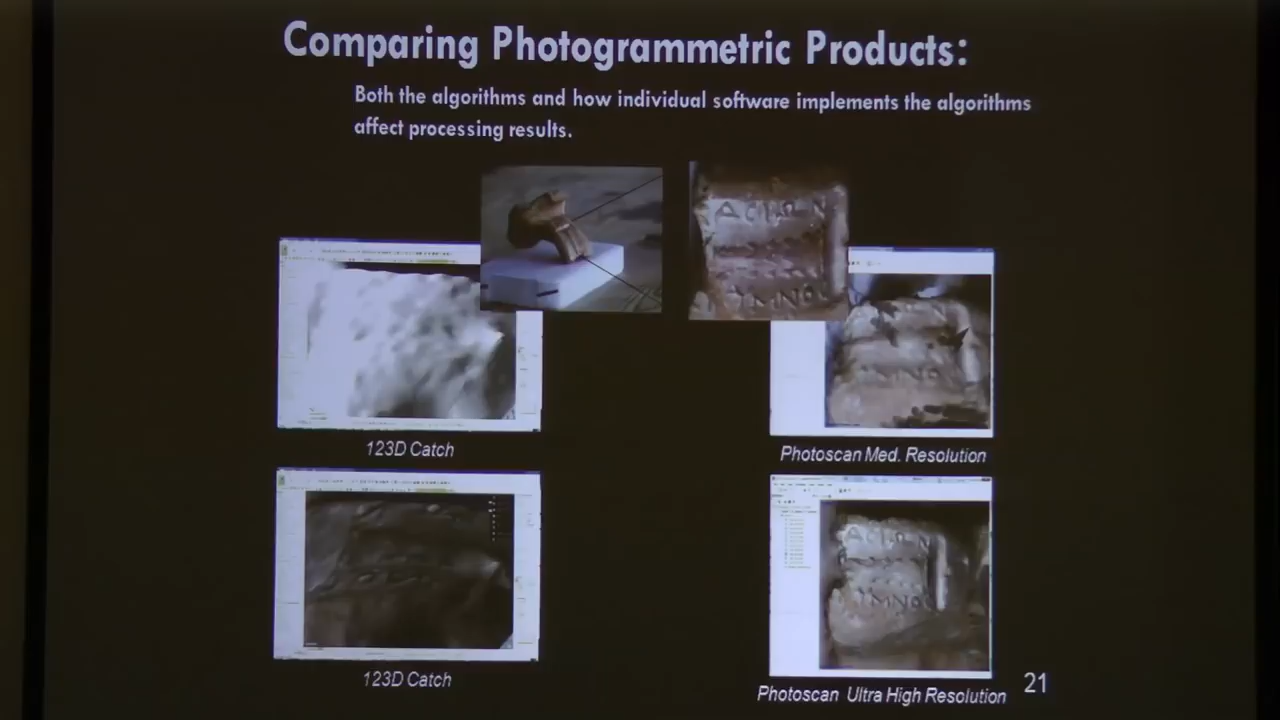 Comparing Photogrammetric Products:
Both the algorithms and how individual software implements the algorithms
affect processing results.
123D Catch
Photoscan Med. Resolution
123D Catch
Photoscan Ultra High Resolution
21